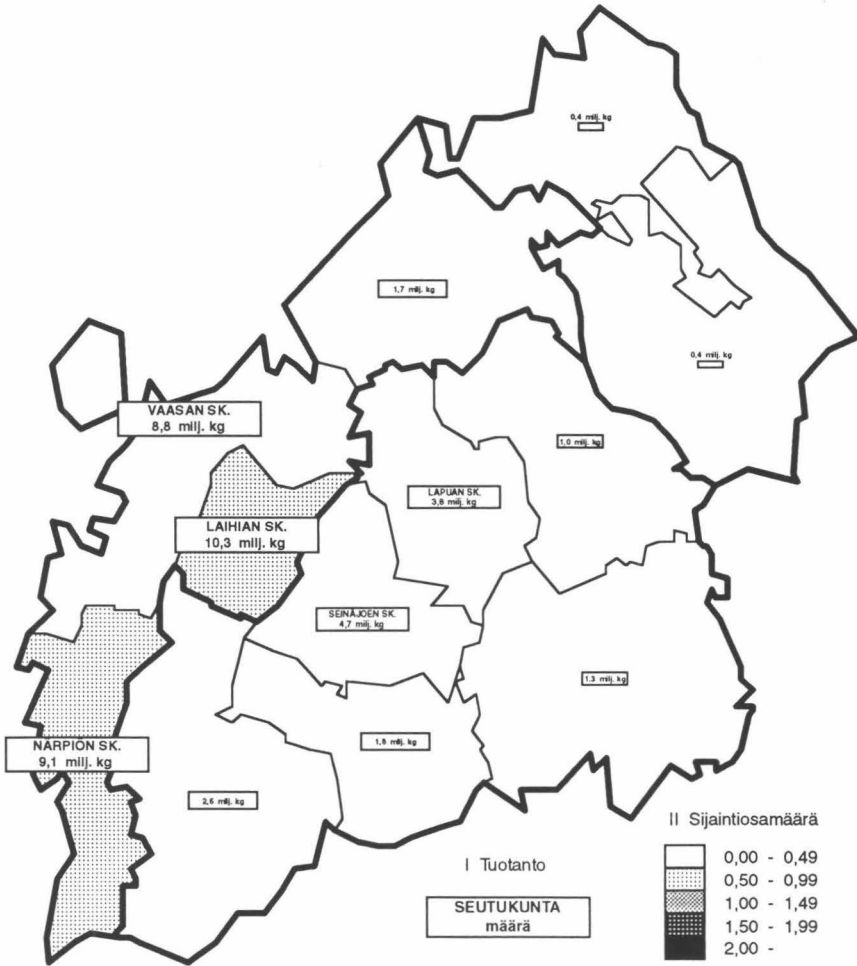 0,4 milj. kg
1,7 milj. kg
0,4 milj. kg
VAASAN SK.
8,8 milj. kg
1,0 milj. kg
LAPUAN SK.
3,8 milj. kg
LAIHIAN SK.
10,3 milj. kg
SEINÄJOEN SK.
4,7 milj. kg
1,3 milj. kg
NÄRPIÖN SK.
9,1 milj. kg
1,8 milj. kg
2,6 milj. kg
II Sijaintiosamäärä
0,00 - 0,49
0,50 - 0,99
1,00 - 1,49
1,50 - 1,99
2,00 -
I Tuotanto
SEUTUKUNTA
määrä